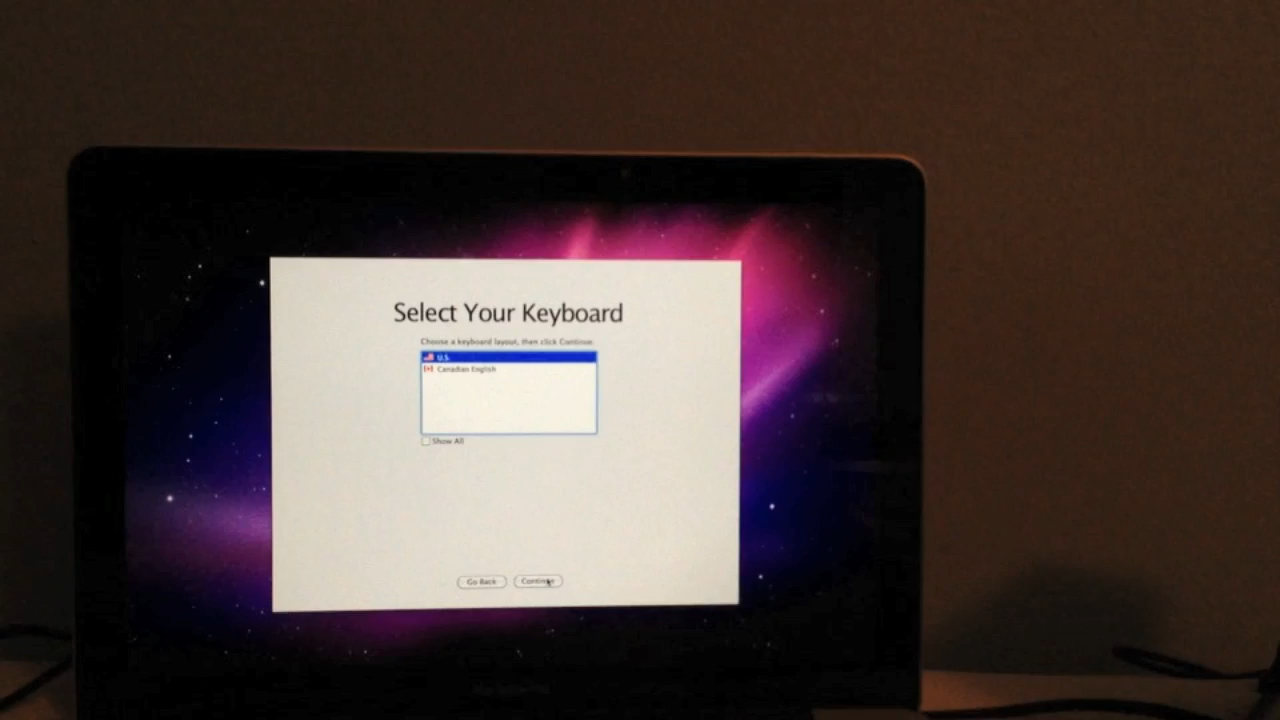 Select Your Keyboard
Choose a keyboard layout, then click Continue.
U.S.
Canadian English
Show All
Go Back
Continue